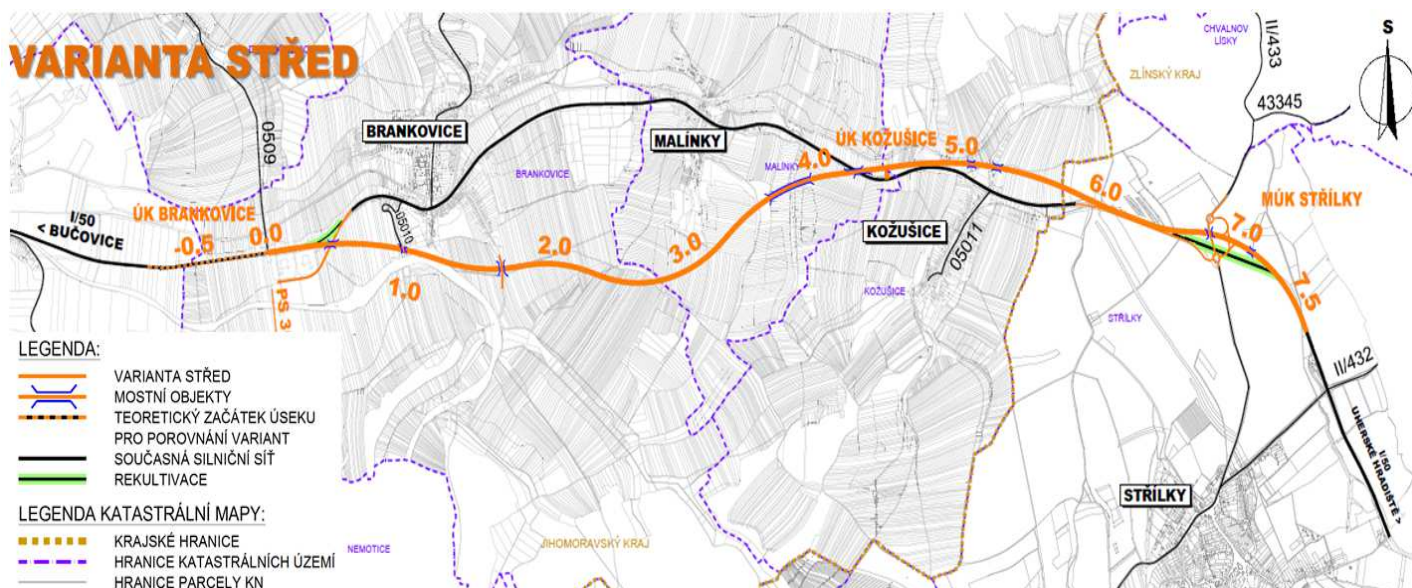 VARIANTA STŘED
S
CHVALNOV
LÍSKY
II/433
ZLÍNSKÝ KRAJ
43345
0509
BRANKOVICE
MALÍNKY
ÚK KOŽUŠICE
5.0
4.0
MALÍNKY
BRANKOVICE
6.0
MÚK STŘÍLKY
7.0
ÚK BRANKOVICE
I/50
< BUČOVICE
-0.5
0.0
05010
KOŽUŠICE
05011
2.0
3.0
1.0
7.5
KOŽUŠICE
STŘÍLKY
PS 3
II/432
I/50
UHERSKÉ HRADIŠTĚ >
STŘÍLKY
NEMOTICE
JIHOMORAVSKÝ KRAJ
LEGENDA:
VARIANTA STŘED
MOSTNÍ OBJEKTY
TEORETICKÝ ZAČÁTEK ÚSEKU
PRO POROVNÁNÍ VARIANT
SOUČASNÁ SILNIČNÍ SÍŤ
REKULTIVACE
LEGENDA KATASTRÁLNÍ MAPY:
KRAJSKÉ HRANICE
HRANICE KATASTRÁLNÍCH ÚZEMÍ
HRANICE PARCELY KN